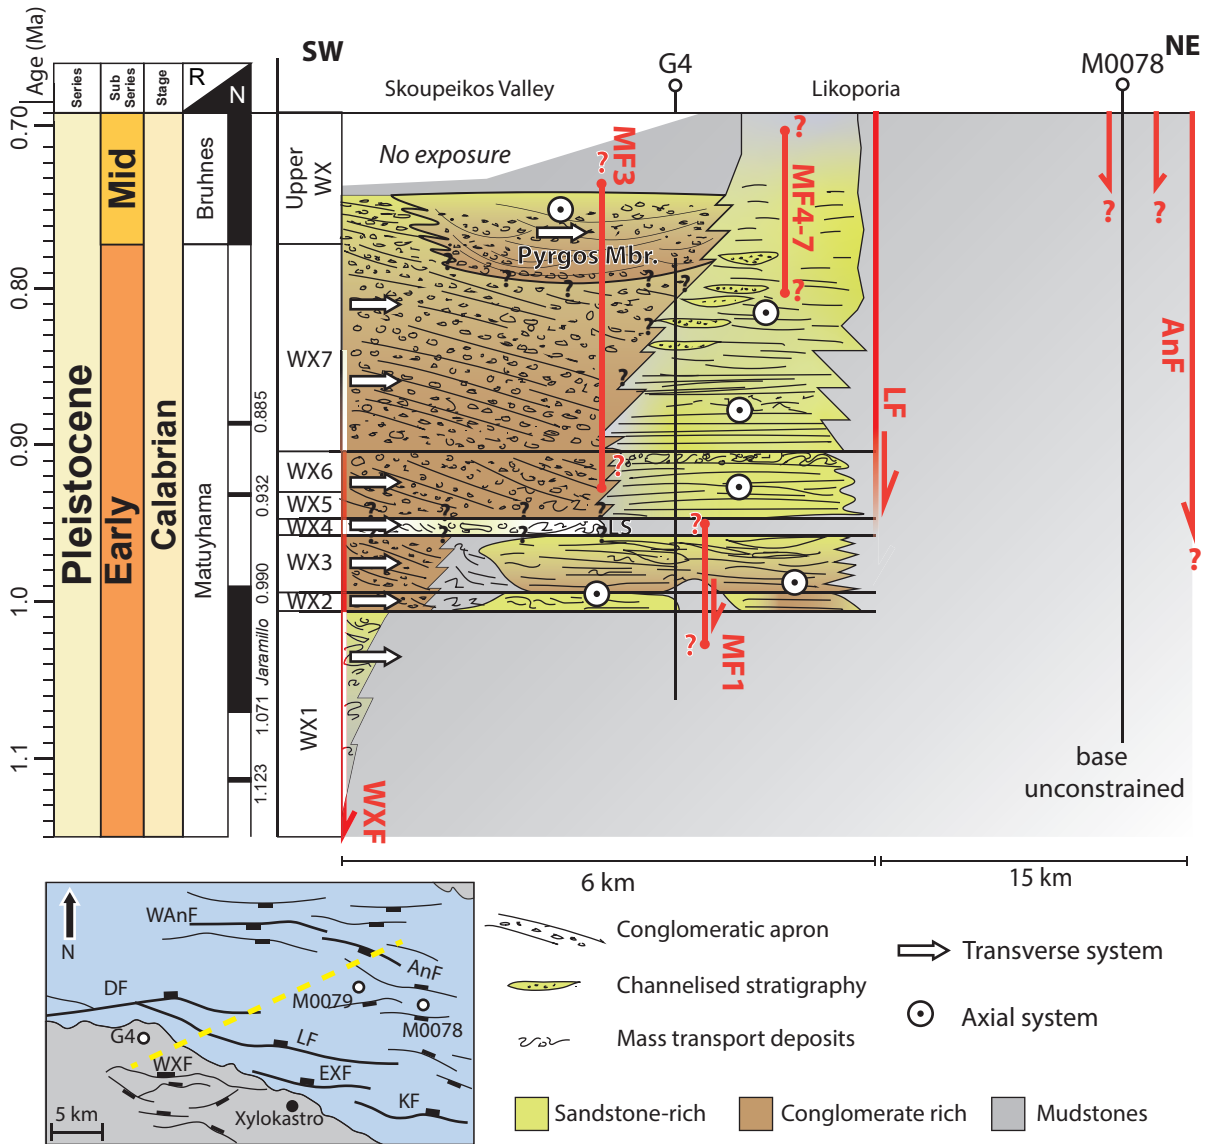 Age (Ma)
Series
Sub
Series
Stage
R
N
SW
Skoupeikos Valley
G4
Likoporia
M0078
NE
0.70
0.80
0.90
1.0
1.1
Pleistocene
Mid
Early
Calabrian
Bruhnes
Matuyhama
0.885
0.932
0.990
Jaramillo
1.071
1.123
Upper
WX
WX7
WX6
WX5
WX4
WX3
WX2
WX1
No exposure
Pyrgos Mbr.
LS
? MF3
?
? MF4-7
?
? MF1
?
WXF
LF
AnF
?
?
?
? ? ? ? ? ?
? ?
? ? ? ?
? ? ?
base
unconstrained
6 km
15 km
N
WAnF
AnF
DF
M0079
M0078
G4
LF
WXF
EXF
KF
Xylokastro
5 km
Conglomeratic apron
Channelised stratigraphy
Mass transport deposits
Transverse system
Axial system
Sandstone-rich
Conglomerate rich
Mudstones